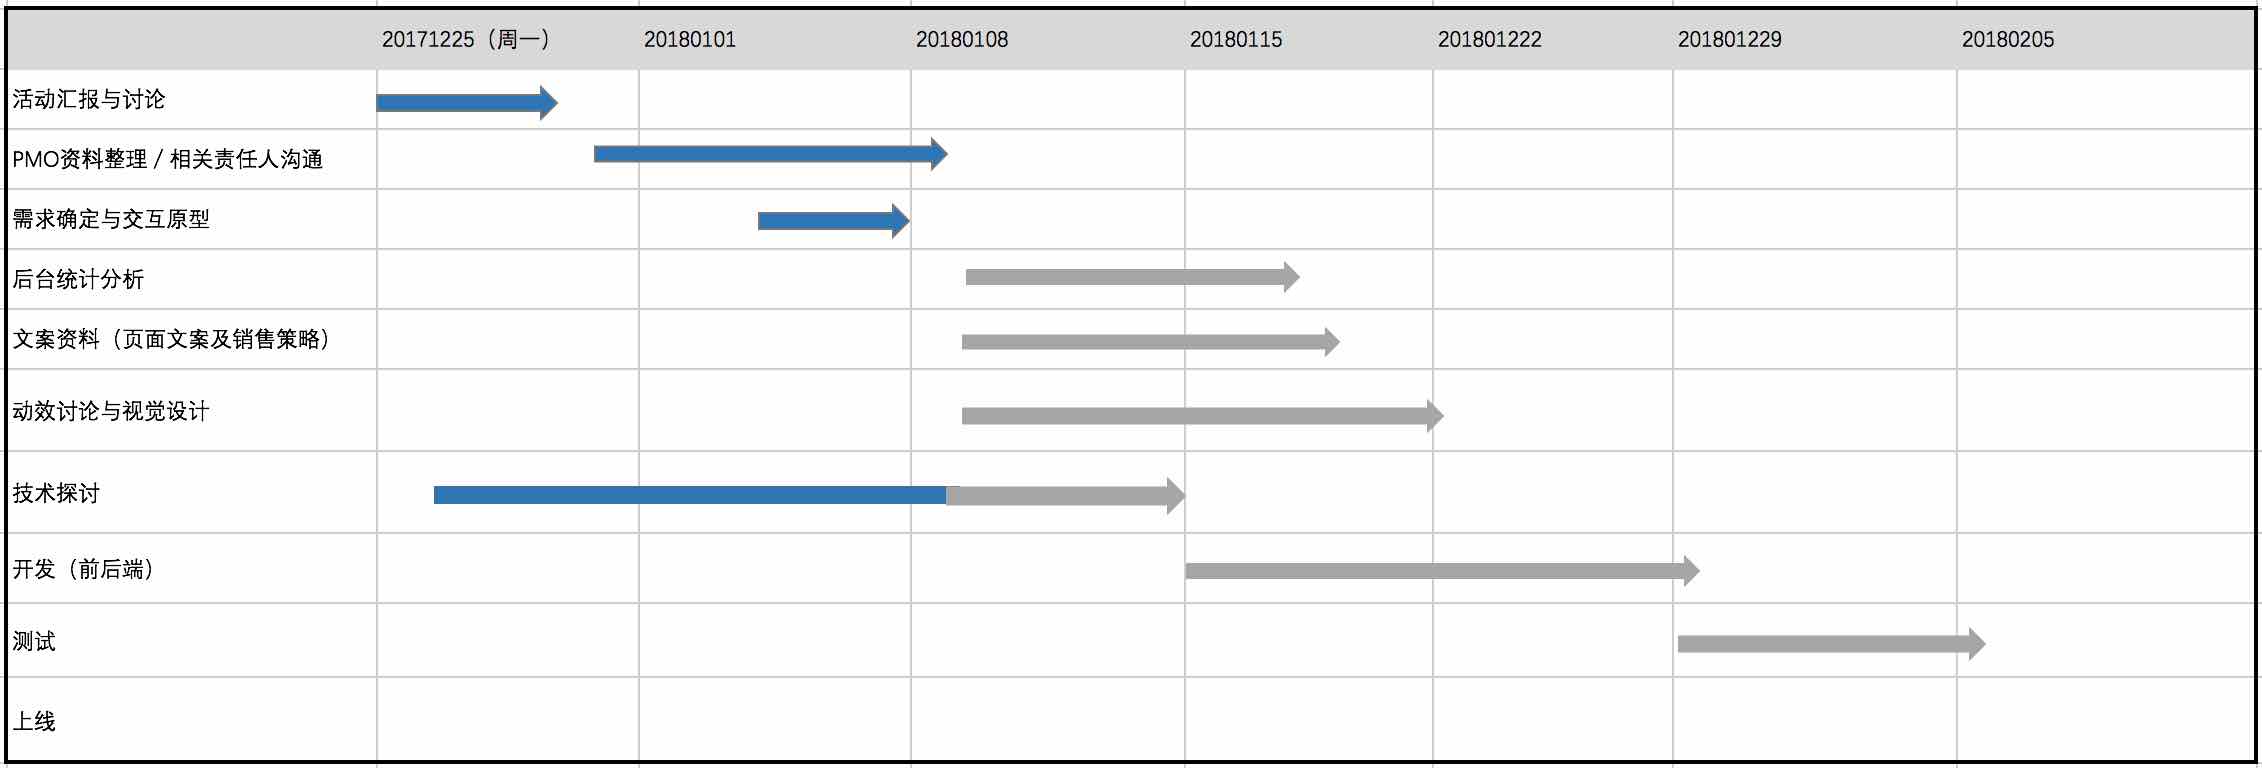 20171225（周一） 20180101 20180108 20180115 201801222 201801229 20180205
活动汇报与讨论
PMO资料整理 / 相关责任人沟通
需求确定与交互原型
后台统计分析
文案资料（页面文案及销售策略）
动效讨论与视觉设计
技术探讨
开发（前后端）
测试
上线